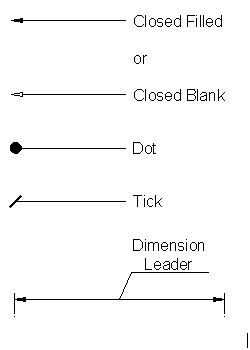 Closed Filled
or
Closed Blank
Dot
Tick
Dimension
Leader